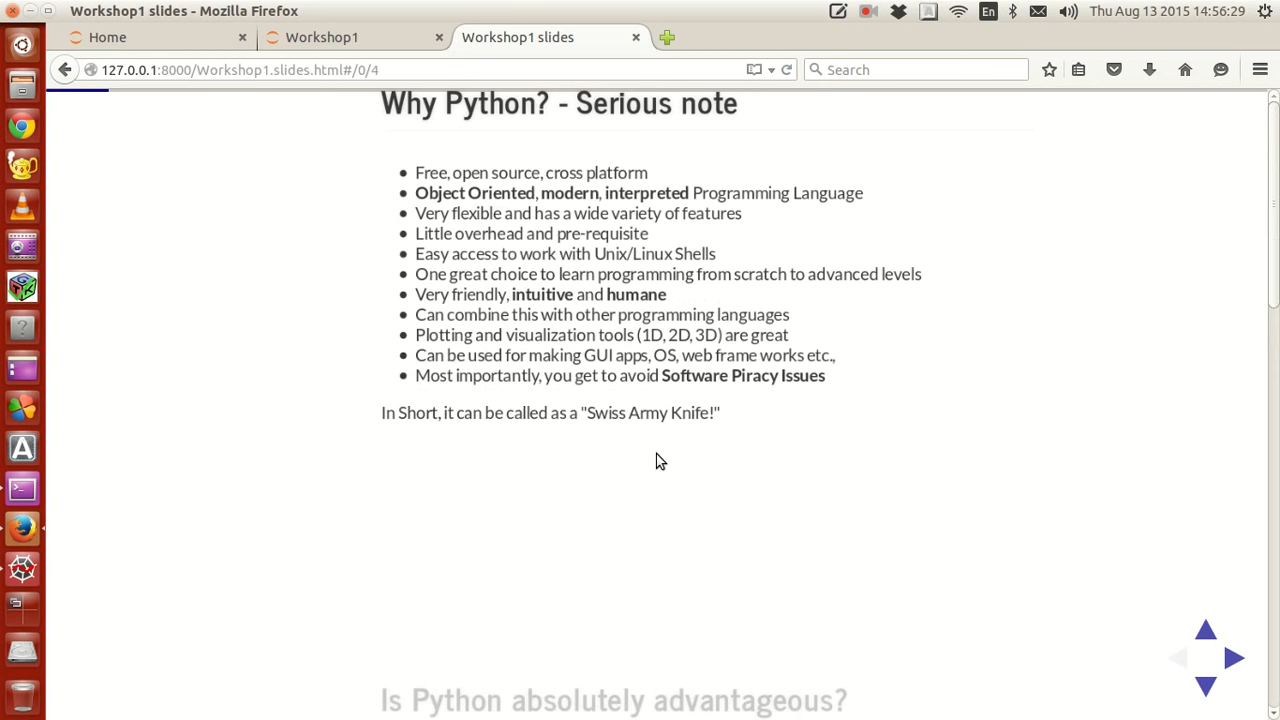 Workshop1 slides - Mozilla Firefox
En
Thu Aug 13 2015 14:56:29
Home
Workshop1
Workshop1 slides
127.0.0.1:8000/Workshop1.slides.html#/0/4
Search
Why Python? - Serious note
Free, open source, cross platform
Object Oriented, modern, interpreted Programming Language
Very flexible and has a wide variety of features
Little overhead and pre-requisite
Easy access to work with Unix/Linux Shells
One great choice to learn programming from scratch to advanced levels
Very friendly, intuitive and humane
Can combine this with other programming languages
Plotting and visualization tools (1D, 2D, 3D) are great
Can be used for making GUI apps, OS, web frame works etc.,
Most importantly, you get to avoid Software Piracy Issues
In Short, it can be called as a "Swiss Army Knife!"
Is Python absolutely advantageous?